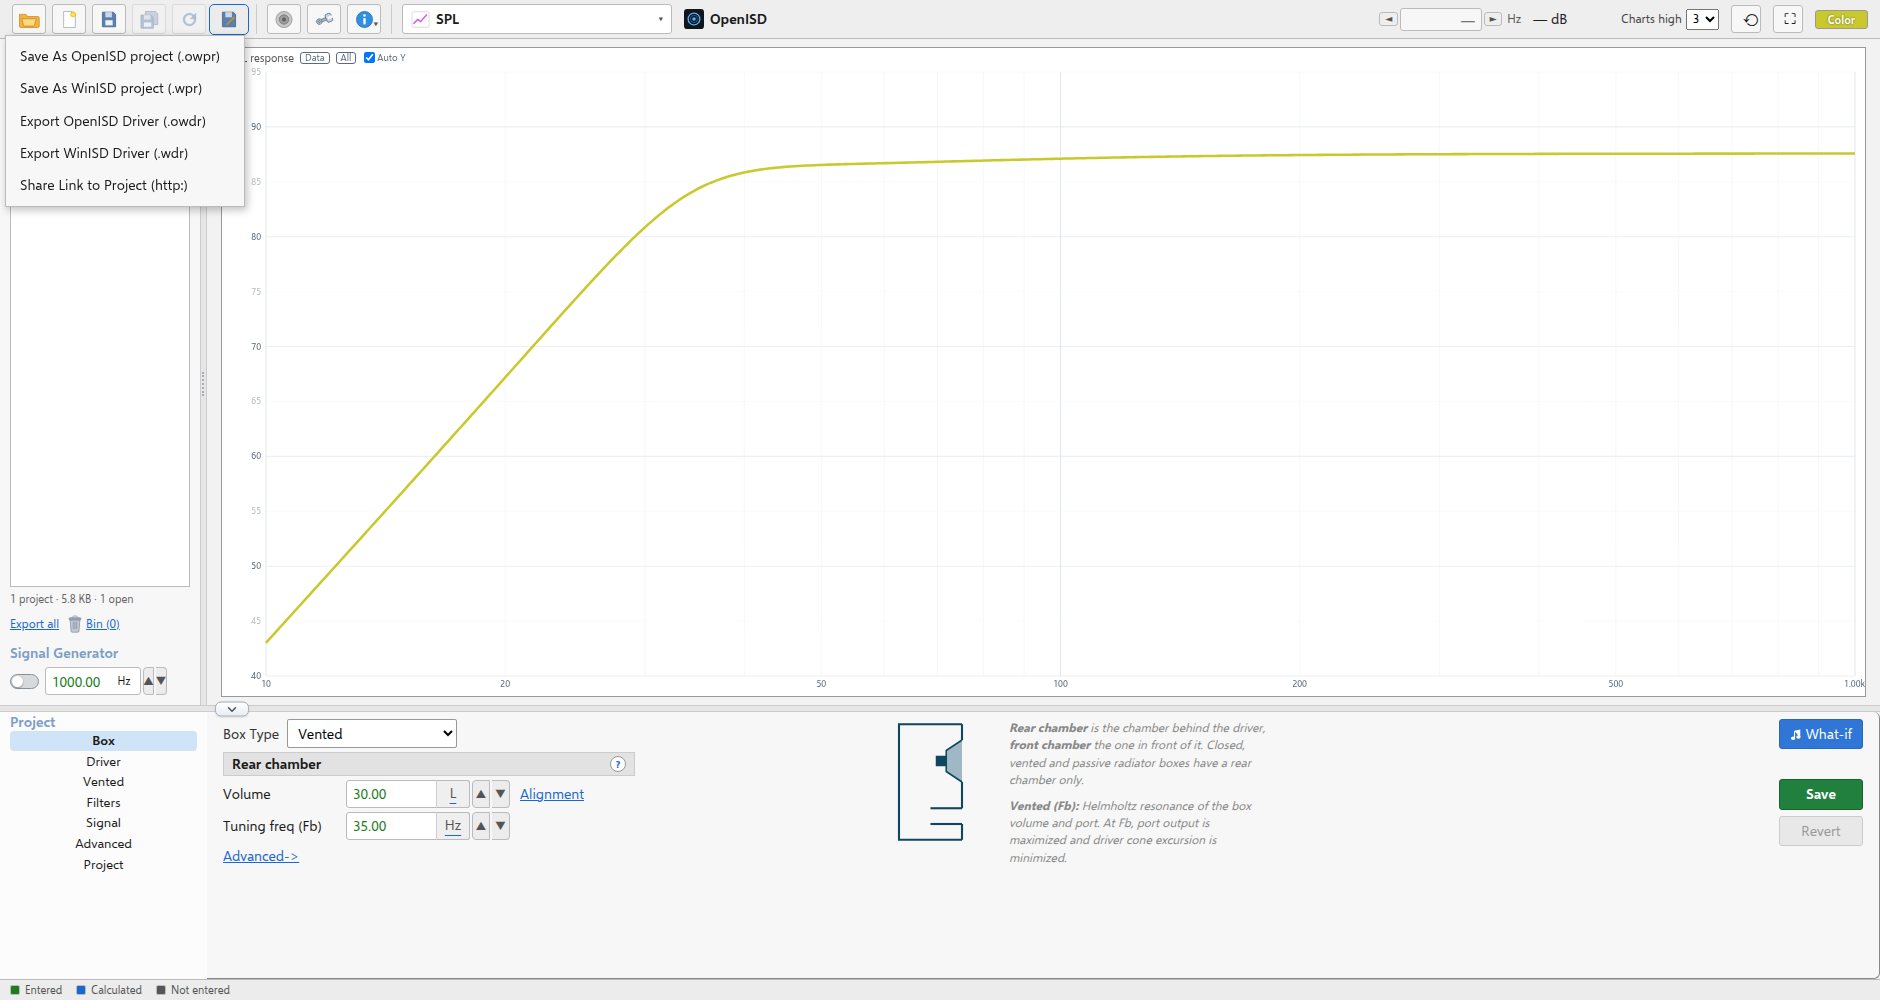 SPL
OpenISD
—
Hz
— dB
Charts high
3
Color
Save As OpenISD project (.owpr)
Save As WinISD project (.wpr)
Export OpenISD Driver (.owdr)
Export WinISD Driver (.wdr)
Share Link to Project (http:)
response
Data
All
Auto Y
95
90
85
80
75
70
65
60
55
50
45
40
10
20
50
100
200
500
1.00k
1 project · 5.8 KB · 1 open
Export all
Bin (0)
Signal Generator
1000.00 Hz
Project
Box
Driver
Vented
Filters
Signal
Advanced
Project
Box Type
Vented
Rear chamber
?
Volume
30.00
L
Alignment
Tuning freq (Fb)
35.00
Hz
Advanced->
Rear chamber is the chamber behind the driver,
front chamber the one in front of it. Closed,
vented and passive radiator boxes have a rear
chamber only.
Vented (Fb): Helmholtz resonance of the box
volume and port. At Fb, port output is
maximized and driver cone excursion is
minimized.
What-if
Save
Revert
Entered
Calculated
Not entered